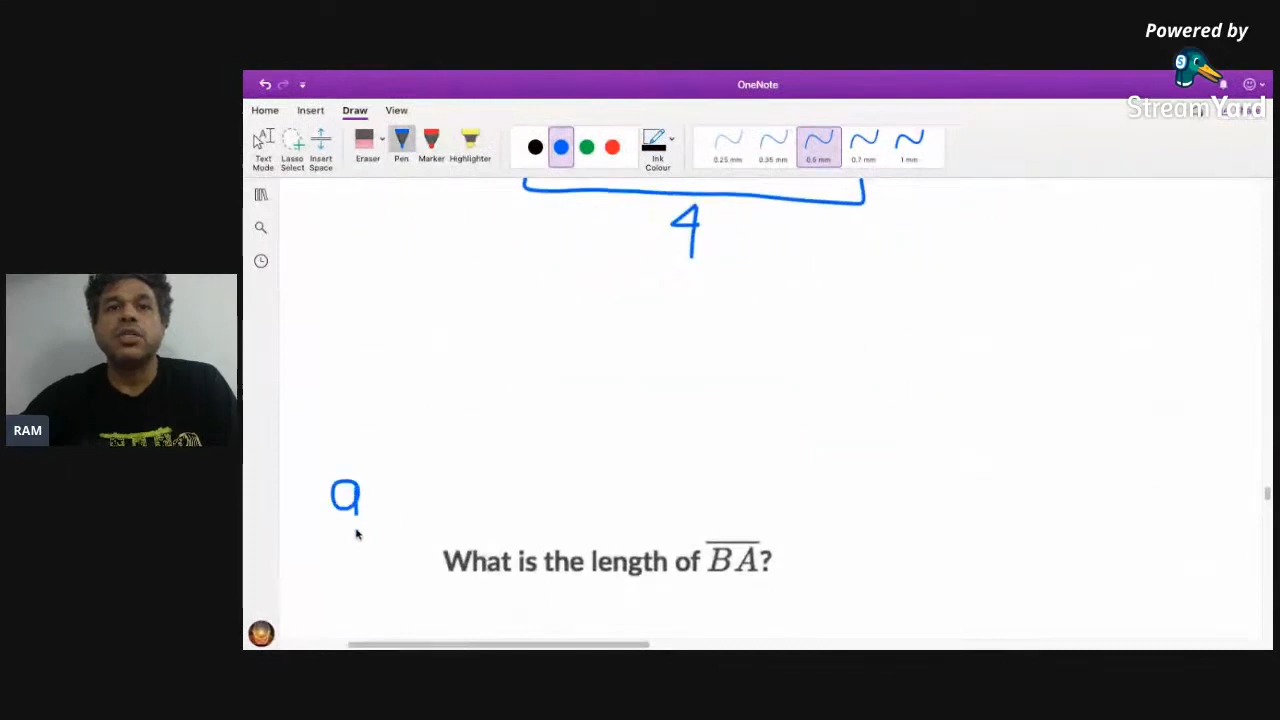 Powered by
StreamYard
OneNote
Home Insert Draw View
Text Mode
Lasso Select
Insert Space
Eraser
Pen
Marker
Highlighter
Ink Colour
0.25 mm
0.35 mm
0.5 mm
0.7 mm
1 mm
4
RAM
What is the length of BA?